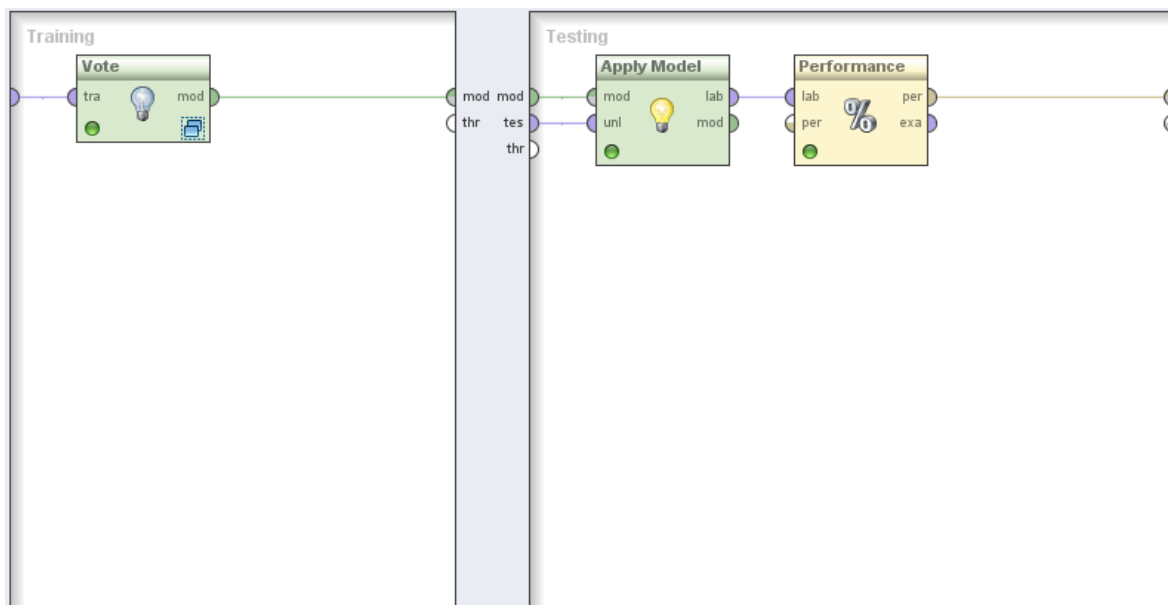 Training
Vote
tra mod
mod mod
thr tes
thr
Testing
Apply Model
mod lab
unl mod
Performance
lab per
per % exa